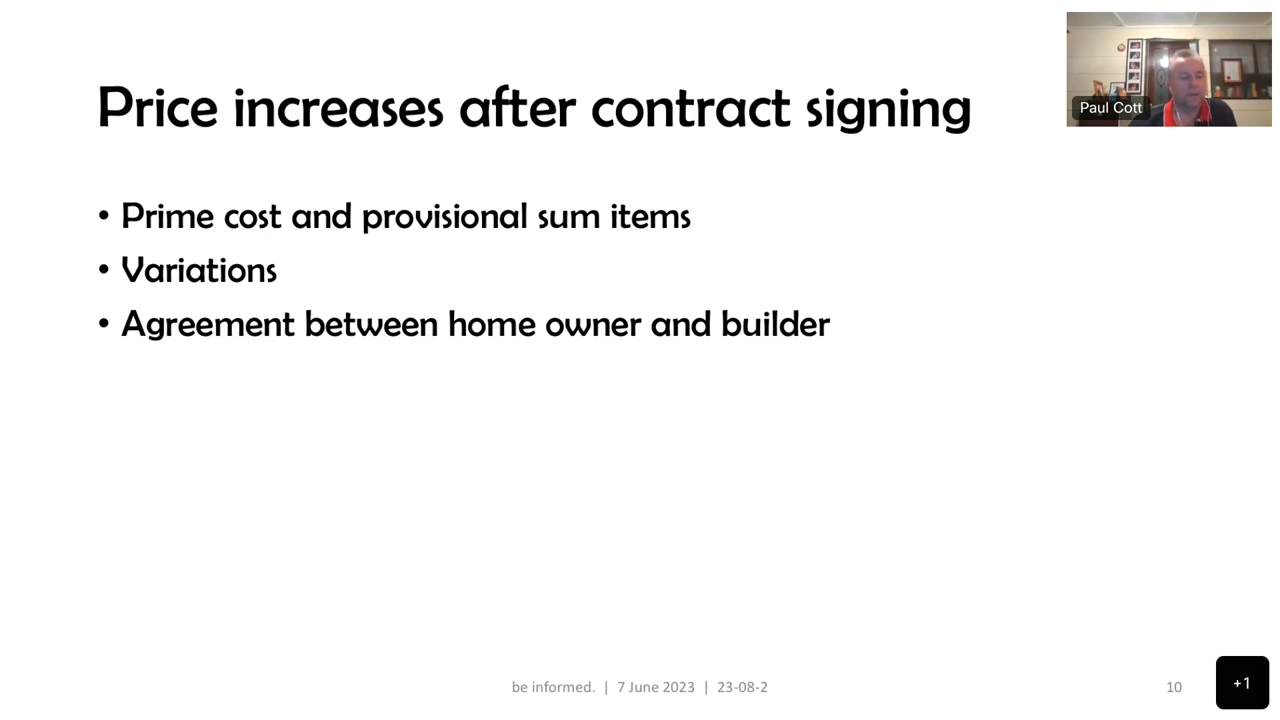 Price increases after contract signing
Paul Cott
• Prime cost and provisional sum items
• Variations
• Agreement between home owner and builder
be informed. | 7 June 2023 | 23-08-2
10
+1